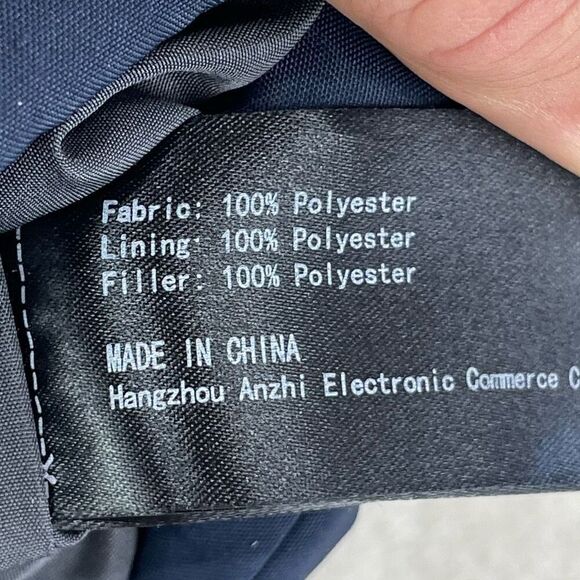 Fabric: 100% Polyester
Lining: 100% Polyester
Filler: 100% Polyester
MADE IN CHINA
Hangzhou Anzhi Electronic Commerce C